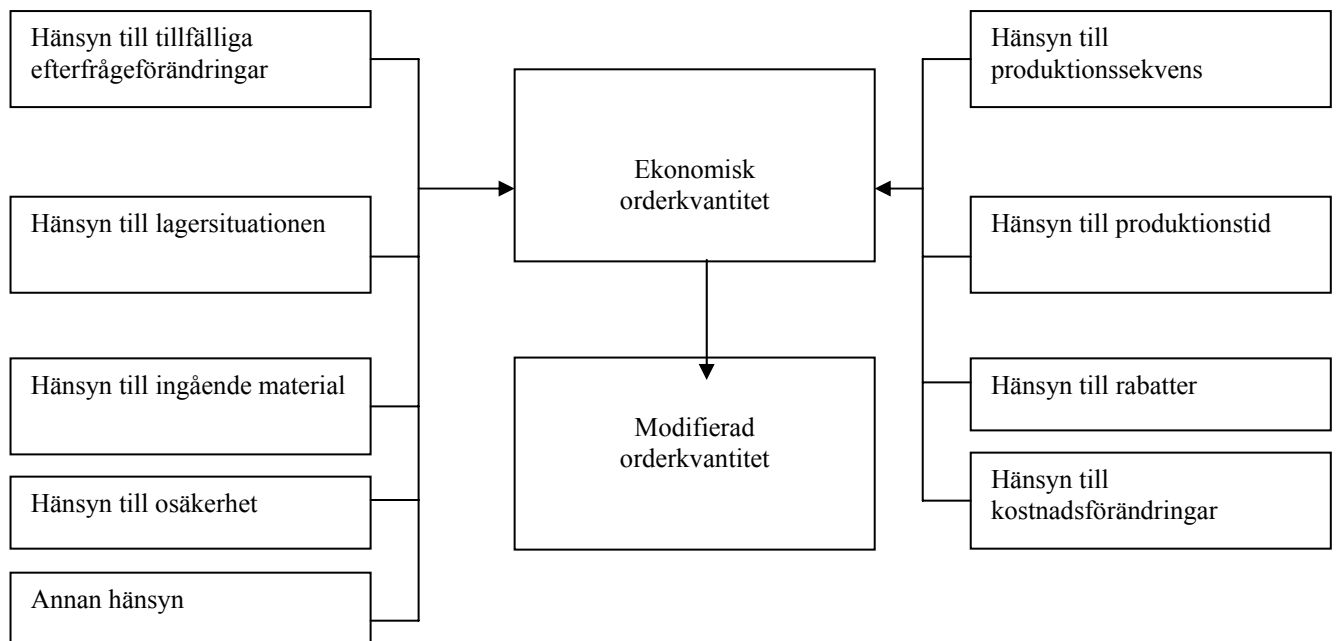 Hänsyn till tillfälliga
efterfrågeförändringar
Hänsyn till lagersituationen
Hänsyn till ingående material
Hänsyn till osäkerhet
Annan hänsyn
Ekonomisk
orderkvantitet
Modifierad
orderkvantitet
Hänsyn till
produktionssekvens
Hänsyn till produktionstid
Hänsyn till rabatter
Hänsyn till
kostnadsförändringar